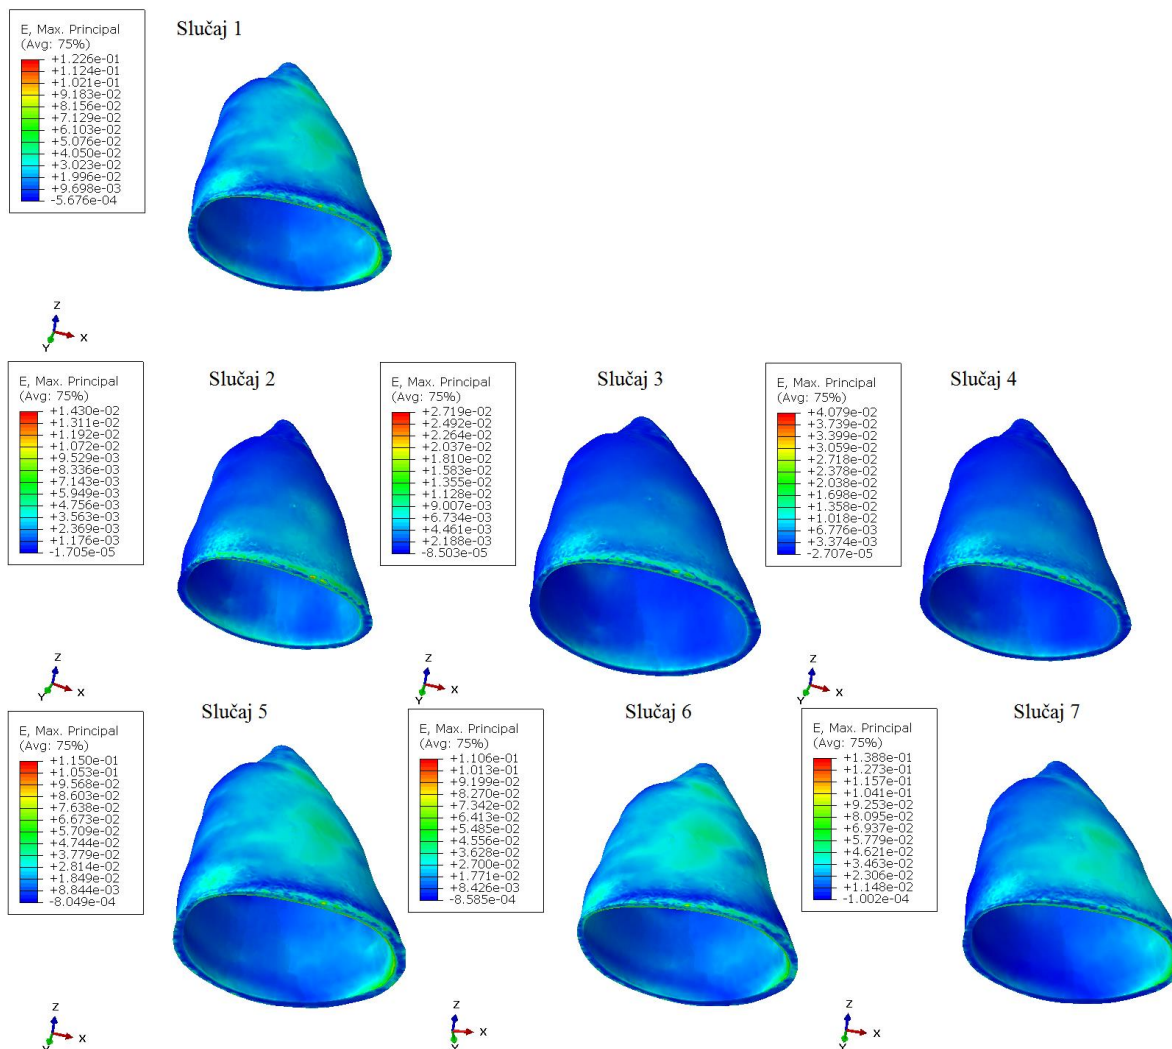 Slučaj 1
E, Max. Principal
(Avg: 75%)
+1.226e-01
+1.124e-01
+1.021e-01
+9.183e-02
+8.156e-02
+7.129e-02
+6.103e-02
+5.076e-02
+4.050e-02
+3.023e-02
+1.996e-02
+9.698e-03
-5.676e-04
Z
X
Y
Slučaj 2
E, Max. Principal
(Avg: 75%)
+1.430e-02
+1.311e-02
+1.192e-02
+1.072e-02
+9.529e-03
+8.336e-03
+7.143e-03
+5.949e-03
+4.756e-03
+3.563e-03
+2.369e-03
+1.176e-03
-1.705e-05
Z
X
Y
Slučaj 3
E, Max. Principal
(Avg: 75%)
+2.719e-02
+2.492e-02
+2.264e-02
+2.037e-02
+1.810e-02
+1.583e-02
+1.355e-02
+1.128e-02
+9.007e-03
+6.734e-03
+4.461e-03
+2.188e-03
-8.503e-05
Z
X
Y
Slučaj 4
E, Max. Principal
(Avg: 75%)
+4.079e-02
+3.739e-02
+3.399e-02
+3.059e-02
+2.718e-02
+2.378e-02
+2.038e-02
+1.698e-02
+1.358e-02
+1.018e-02
+6.776e-03
+3.374e-03
-2.707e-05
Z
X
Y
Slučaj 5
E, Max. Principal
(Avg: 75%)
+1.150e-01
+1.053e-01
+9.568e-02
+8.603e-02
+7.638e-02
+6.673e-02
+5.709e-02
+4.744e-02
+3.779e-02
+2.814e-02
+1.849e-02
+8.844e-03
-8.049e-04
Z
X
Y
Slučaj 6
E, Max. Principal
(Avg: 75%)
+1.106e-01
+1.013e-01
+9.199e-02
+8.270e-02
+7.342e-02
+6.413e-02
+5.485e-02
+4.556e-02
+3.628e-02
+2.700e-02
+1.771e-02
+8.426e-03
-8.585e-04
Z
X
Y
Slučaj 7
E, Max. Principal
(Avg: 75%)
+1.388e-01
+1.273e-01
+1.157e-01
+1.041e-01
+9.253e-02
+8.095e-02
+6.937e-02
+5.779e-02
+4.621e-02
+3.463e-02
+2.306e-02
+1.148e-02
-1.002e-04
Z
X
Y